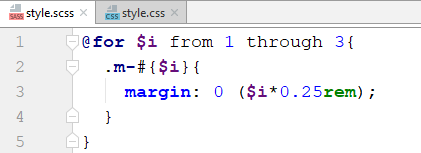 style.scss style.css
1 @for $i from 1 through 3{
2 .m-#{$i}{
3 margin: 0 ($i*0.25rem);
4 }
5 }